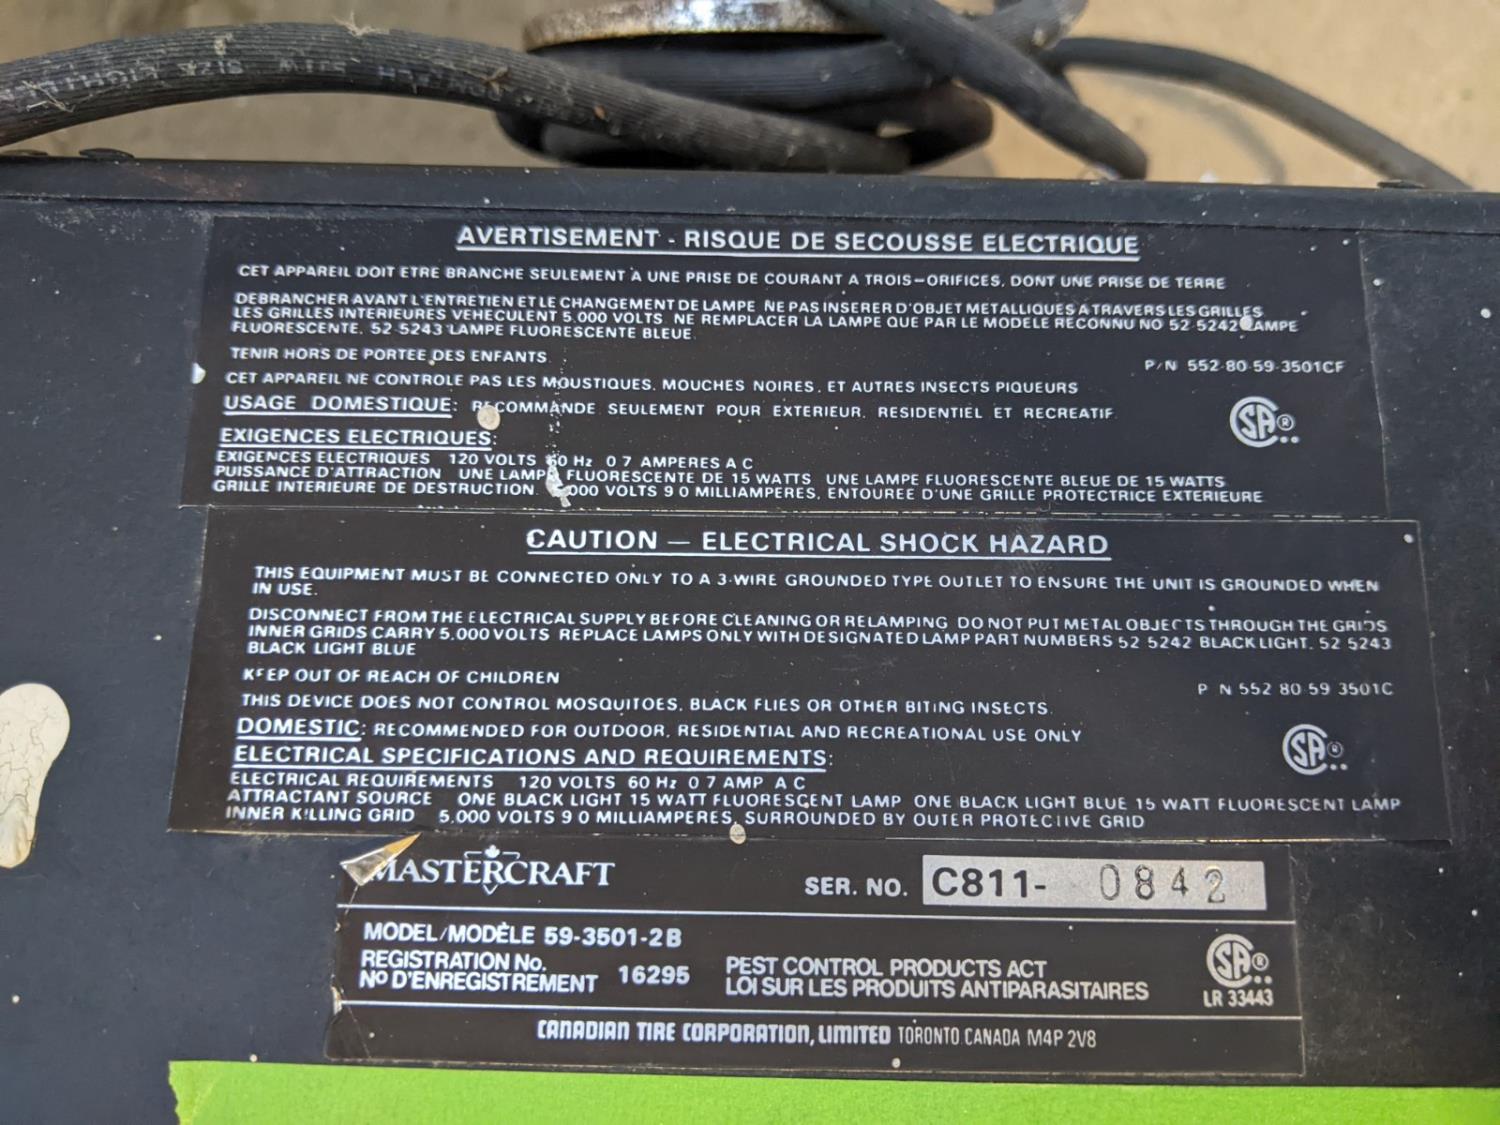 AVERTISEMENT - RISQUE DE SECOUSSE ELECTRIQUE
CET APPAREIL DOIT ETRE BRANCHE SEULEMENT A UNE PRISE DE COURANT A TROIS-ORIFICES, DONT UNE PRISE DE TERRE
DEBRANCHER AVANT L'ENTRETIEN ET LE CHANGEMENT DE LAMPE NE PAS INSERER D'OBJET METALLIQUES A TRAVERS LES GRILLES
LES GRILLES INTERIEURES VEHECULENT 5.000 VOLTS NE REMPLACER LA LAMPE QUE PAR LE MODELE RECONNU NO 52 5242 LAMPE
FLUORESCENTE. 52 5243 LAMPE FLUORESCENTE BLEUE
TENIR HORS DE PORTEE DES ENFANTS
P/N 552 80 59 3501CF
CET APPAREIL NE CONTROLE PAS LES MOUSTIQUES. MOUCHES NOIRES. ET AUTRES INSECTS PIQUEURS
USAGE DOMESTIQUE: RECOMMANDE SEULEMENT POUR EXTERIEUR. RESIDENTIEL ET RECREATIF
SA ®
EXIGENCES ELECTRIQUES:
EXIGENCES ELECTRIQUES 120 VOLTS 60 Hz 0 7 AMPERES A C
PUISSANCE D'ATTRACTION UNE LAMPE FLUORESCENTE DE 15 WATTS UNE LAMPE FLUORESCENTE BLEUE DE 15 WATTS
GRILLE INTERIEURE DE DESTRUCTION. 000 VOLTS 9 0 MILLIAMPERES, ENTOUREE D'UNE GRILLE PROTECTRICE EXTERIEURE
CAUTION — ELECTRICAL SHOCK HAZARD
THIS EQUIPMENT MUST BE CONNECTED ONLY TO A 3-WIRE GROUNDED TYPE OUTLET TO ENSURE THE UNIT IS GROUNDED WHEN
IN USE.
DISCONNECT FROM THE ELECTRICAL SUPPLY BEFORE CLEANING OR RELAMPING DO NOT PUT METAL OBJECTS THROUGH THE GRIDS
INNER GRIDS CARRY 5.000 VOLTS REPLACE LAMPS ONLY WITH DESIGNATED LAMP PART NUMBERS 52 5242 BLACK LIGHT. 52 5243
BLACK LIGHT BLUE
KEEP OUT OF REACH OF CHILDREN
P N 552 80 59 3501C
THIS DEVICE DOES NOT CONTROL MOSQUITOES. BLACK FLIES OR OTHER BITING INSECTS.
DOMESTIC: RECOMMENDED FOR OUTDOOR, RESIDENTIAL AND RECREATIONAL USE ONLY
SA ®
ELECTRICAL SPECIFICATIONS AND REQUIREMENTS:
ELECTRICAL REQUIREMENTS 120 VOLTS 60 Hz 0 7 AMP A C
ATTRACTANT SOURCE ONE BLACK LIGHT 15 WATT FLUORESCENT LAMP ONE BLACK LIGHT BLUE 15 WATT FLUORESCENT LAMP
INNER KILLING GRID 5.000 VOLTS 9 0 MILLIAMPERES, SURROUNDED BY OUTER PROTECTIVE GRID
MASTERCRAFT
SER. NO. C811- 0842
MODEL/MODÈLE 59-3501-2B
REGISTRATION No.
No D'ENREGISTREMENT 16295
PEST CONTROL PRODUCTS ACT
LOI SUR LES PRODUITS ANTIPARASITAIRES
SA ®
LR 33443
CANADIAN TIRE CORPORATION, LIMITED TORONTO CANADA M4P 2V8